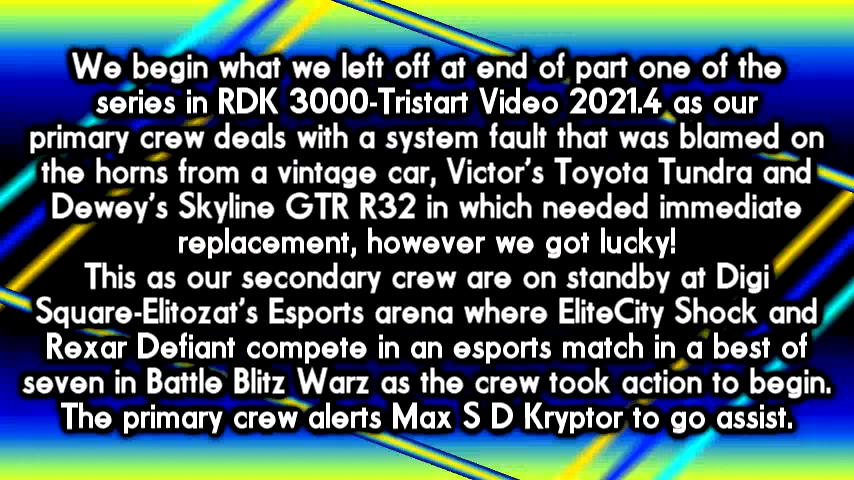 We begin what we left off at end of part one of the
series in RDK 3000-Tristart Video 2021.4 as our
primary crew deals with a system fault that was blamed on
the horns from a vintage car, Victor's Toyota Tundra and
Dewey's Skyline GTR R32 in which needed immediate
replacement, however we got lucky!
This as our secondary crew are on standby at Digi
Square-Elitozat's Esports arena where EliteCity Shock and
Rexar Defiant compete in an esports match in a best of
seven in Battle Blitz Warz as the crew took action to begin.
The primary crew alerts Max S D Kryptor to go assist.